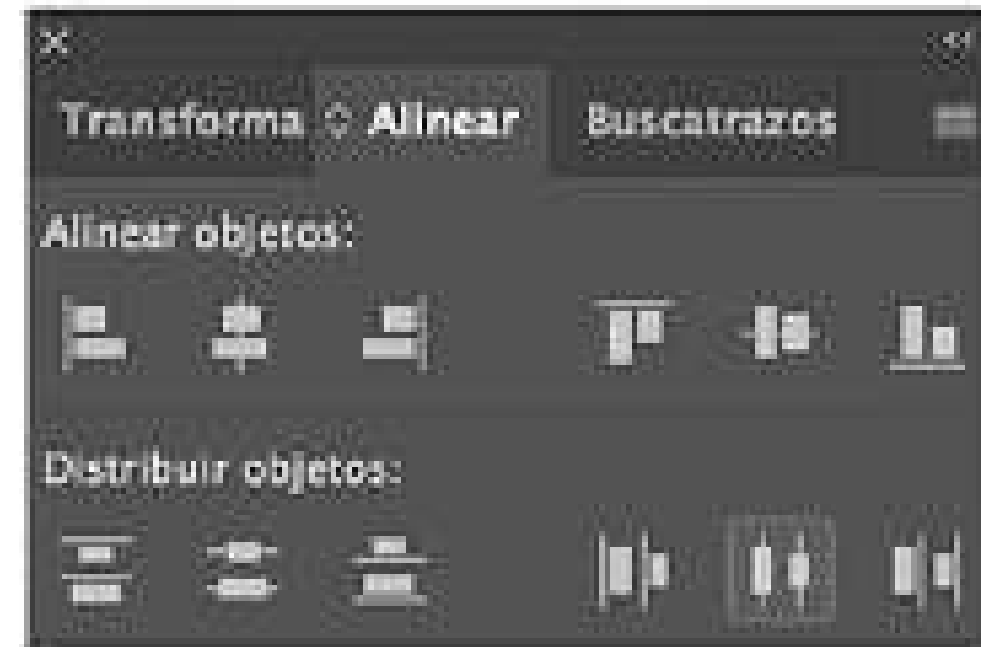 Transforma Alinear Buscatrazos
Alinear objetos:
Distribuir objetos: